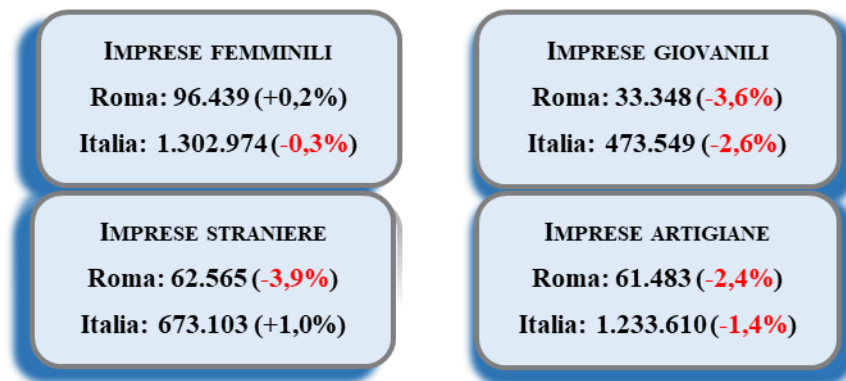 IMPRESE FEMMINILI
Roma: 96.439 (+0,2%)
Italia: 1.302.974 (-0,3%)
IMPRESE GIOVANILI
Roma: 33.348 (-3,6%)
Italia: 473.549 (-2,6%)
IMPRESE STRANIERE
Roma: 62.565 (-3,9%)
Italia: 673.103 (+1,0%)
IMPRESE ARTIGIANE
Roma: 61.483 (-2,4%)
Italia: 1.233.610 (-1,4%)